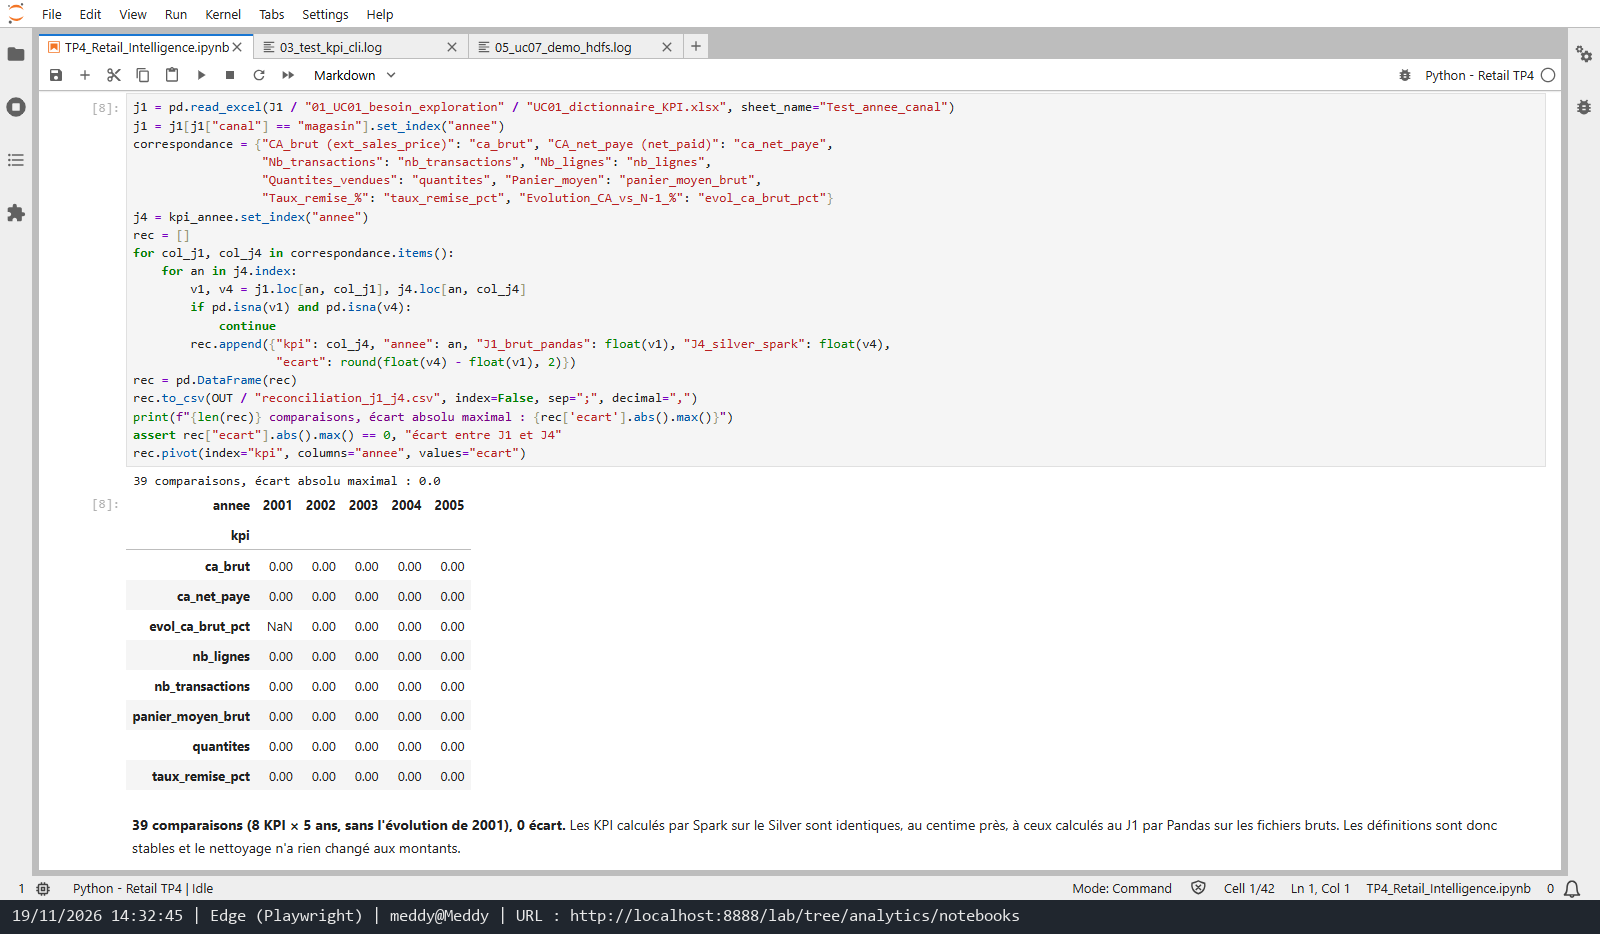 File Edit View Run Kernel Tabs Settings Help
TP4_Retail_Intelligence.ipynb 03_test_kpi_cli.log 05_uc07_demo_hdfs.log
Markdown Python - Retail TP4
[8]: j1 = pd.read_excel(J1 / "01_UC01_besoin_exploration" / "UC01_dictionnaire_KPI.xlsx", sheet_name="Test_annee_canal")
j1 = j1[j1["canal"] == "magasin"].set_index("annee")
correspondance = {"CA_brut (ext_sales_price)": "ca_brut", "CA_net_paye (net_paid)": "ca_net_paye",
"Nb_transactions": "nb_transactions", "Nb_lignes": "nb_lignes",
"Quantites_vendues": "quantites", "Panier_moyen": "panier_moyen_brut",
"Taux_remise_%": "taux_remise_pct", "Evolution_CA_vs_N-1_%": "evol_ca_brut_pct"}
j4 = kpi_annee.set_index("annee")
rec = []
for col_j1, col_j4 in correspondance.items():
for an in j4.index:
v1, v4 = j1.loc[an, col_j1], j4.loc[an, col_j4]
if pd.isna(v1) and pd.isna(v4):
continue
rec.append({"kpi": col_j4, "annee": an, "J1_brut_pandas": float(v1), "J4_silver_spark": float(v4),
"ecart": round(float(v4) - float(v1), 2)})
rec = pd.DataFrame(rec)
rec.to_csv(OUT / "reconciliation_j1_j4.csv", index=False, sep=";", decimal=",")
print(f"{len(rec)} comparaisons, écart absolu maximal : {rec['ecart'].abs().max()}")
assert rec["ecart"].abs().max() == 0, "écart entre J1 et J4"
rec.pivot(index="kpi", columns="annee", values="ecart")
39 comparaisons, écart absolu maximal : 0.0
[8]: annee 2001 2002 2003 2004 2005
kpi
ca_brut 0.00 0.00 0.00 0.00 0.00
ca_net_paye 0.00 0.00 0.00 0.00 0.00
evol_ca_brut_pct NaN 0.00 0.00 0.00 0.00
nb_lignes 0.00 0.00 0.00 0.00 0.00
nb_transactions 0.00 0.00 0.00 0.00 0.00
panier_moyen_brut 0.00 0.00 0.00 0.00 0.00
quantites 0.00 0.00 0.00 0.00 0.00
taux_remise_pct 0.00 0.00 0.00 0.00 0.00
39 comparaisons (8 KPI × 5 ans, sans l'évolution de 2001), 0 écart. Les KPI calculés par Spark sur le Silver sont identiques, au centime près, à ceux calculés au J1 par Pandas sur les fichiers bruts. Les définitions sont donc
stables et le nettoyage n'a rien changé aux montants.
1 Python - Retail TP4 | Idle Mode: Command Cell 1/42 Ln 1, Col 1 TP4_Retail_Intelligence.ipynb 0
19/11/2026 14:32:45 | Edge (Playwright) | meddy@Meddy | URL : http://localhost:8888/lab/tree/analytics/notebooks